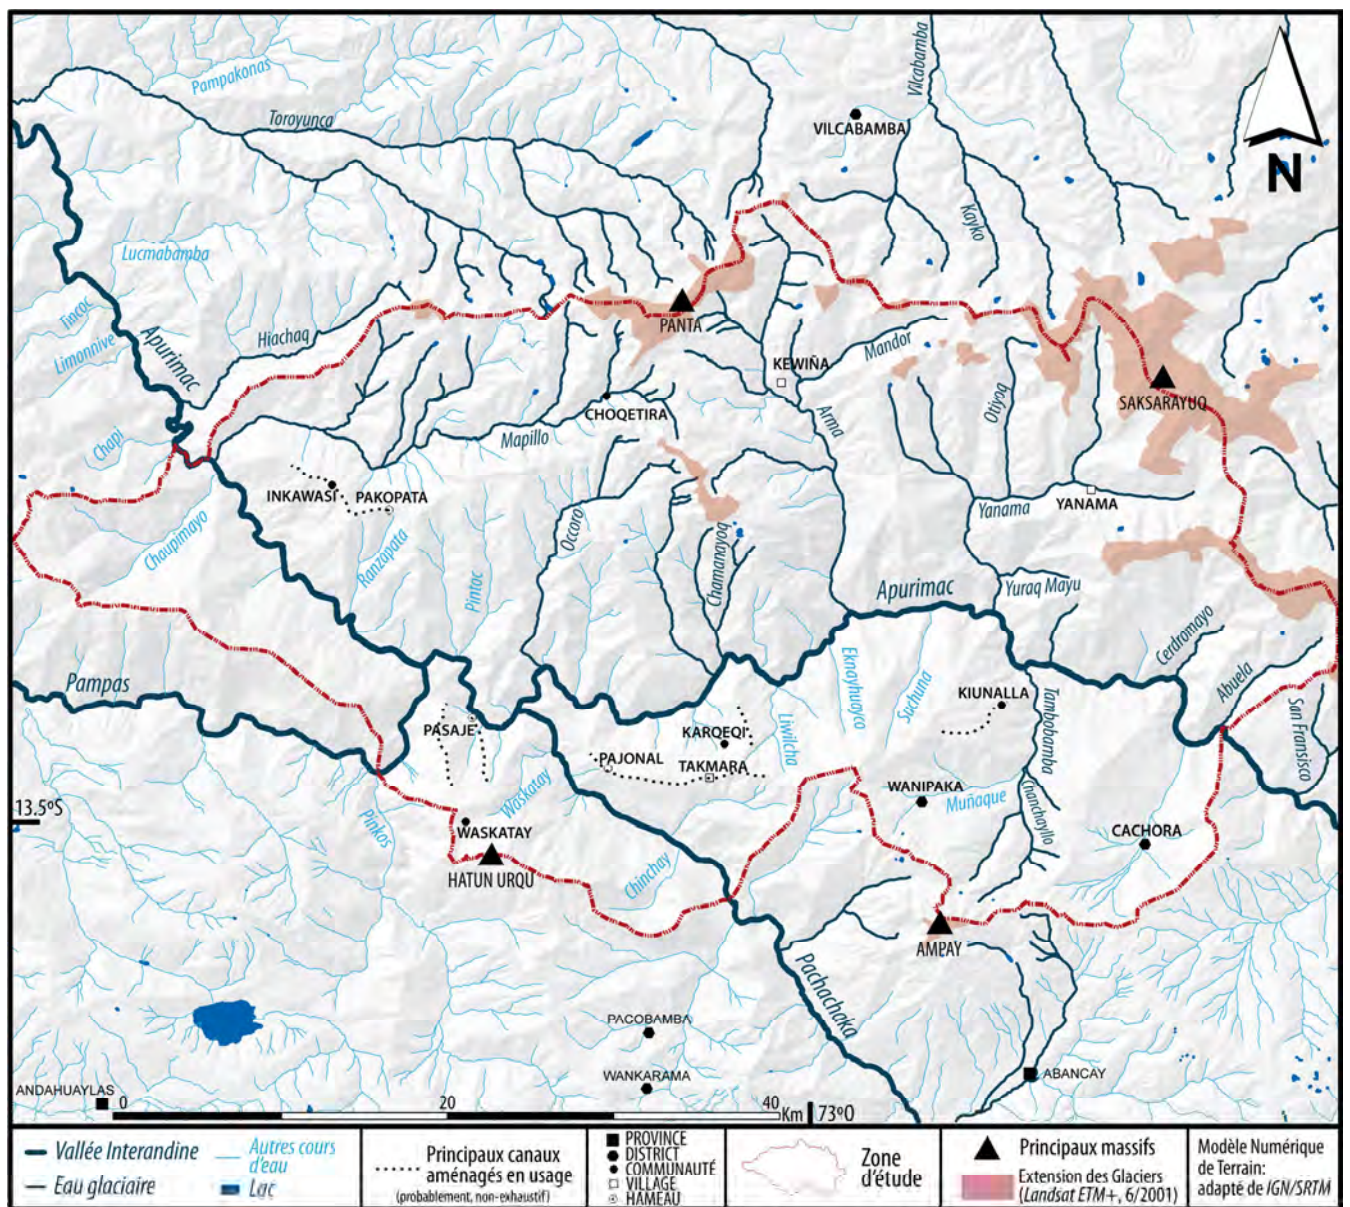 Pampakonas
Vilcabamba
Toroyunca
VILCABAMBA
N
Kayko
Lucmabamba
Tincoc
Apurimac
Limonnive
Hiachaq
PANTA
Mandor
KEWIÑA
SAKSARAYUQ
Otiyoq
CHOQETIRA
Arma
Mapillo
Chapi
INKAWASI
PAKOPATA
YANAMA
Yanama
Occoro
Chaupimayo
Ranzapata
Chamanayoq
Pintoc
Apurimac
Yuraq Mayu
Cerdromayo
Pampas
Eknayhuayco
Suchuna
KIUNALLA
Tambobamba
Abuela
San Fransisco
PASAJE
KARQEQI
Liwilcha
PAJONAL
TAKMARA
WANIPAKA
Muñaque
Waskatay
13.5ºS
Pinkos
WASKATAY
CACHORA
HATUN URQU
Chinchay
AMPAY
Pachachaka
PACOBAMBA
WANKARAMA
ABANCAY
ANDAHUAYLAS
0
20
40
Km
73ºO
Vallée Interandine
Eau glaciaire
Autres cours
d'eau
Lac
Principaux canaux
aménagés en usage
(probablement, non-exhaustif)
PROVINCE
DISTRICT
COMMUNAUTÉ
VILLAGE
HAMEAU
Zone
d'étude
Principaux massifs
Extension des Glaciers
(Landsat ETM+, 6/2001)
Modèle Numérique
de Terrain:
adapté de IGN/SRTM